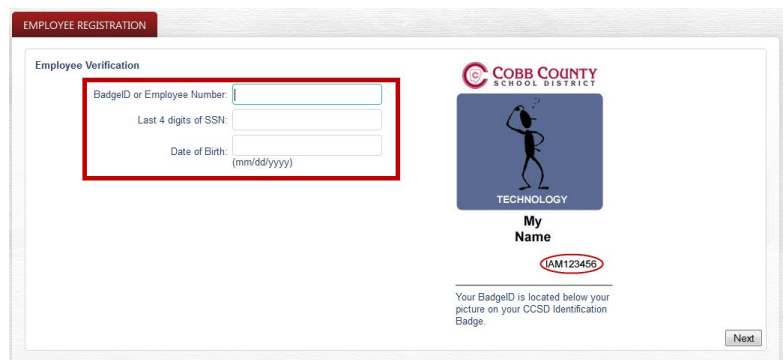 EMPLOYEE REGISTRATION
Employee Verification
BadgeID or Employee Number:
Last 4 digits of SSN:
Date of Birth:
(mm/dd/yyyy)
C COBB COUNTY
SCHOOL DISTRICT
?
TECHNOLOGY
My
Name
IAM123456
Your BadgeID is located below your
picture on your CCSD Identification
Badge.
Next